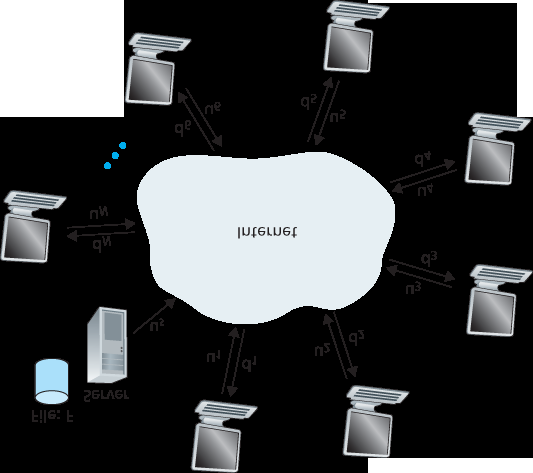 d5
u5
u6
d6
d4
u4
uN
dN
Internet
d3
u3
us
u1
d1
u2
d2
Server
File: F